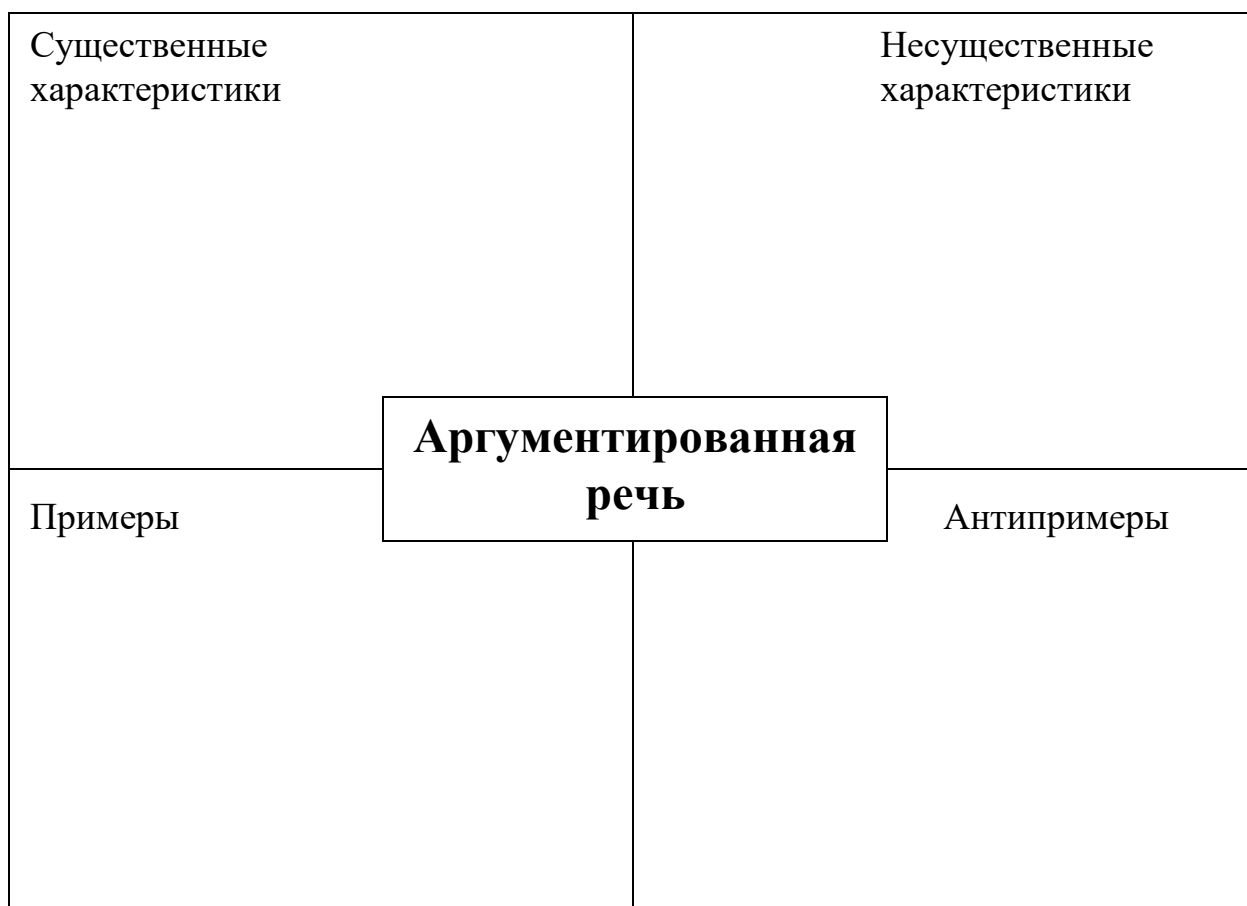 Существенные
характеристики
Несущественные
характеристики
Аргументированная
речь
Примеры
Антипримеры